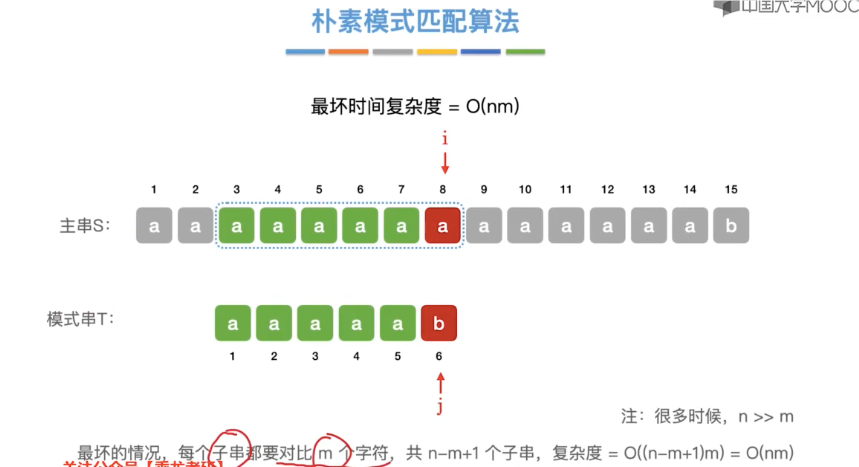 中国大学MOOC
朴素模式匹配算法
最坏时间复杂度 = O(nm)
i
1 2 3 4 5 6 7 8 9 10 11 12 13 14 15
主串S: a a a a a a a a a a a a a a b
模式串T: a a a a a b
1 2 3 4 5 6
j
注：很多时候，n >> m
最坏的情况，每个子串都要对比 m 个字符，共 n-m+1 个子串，复杂度 = O((n-m+1)m) = O(nm)